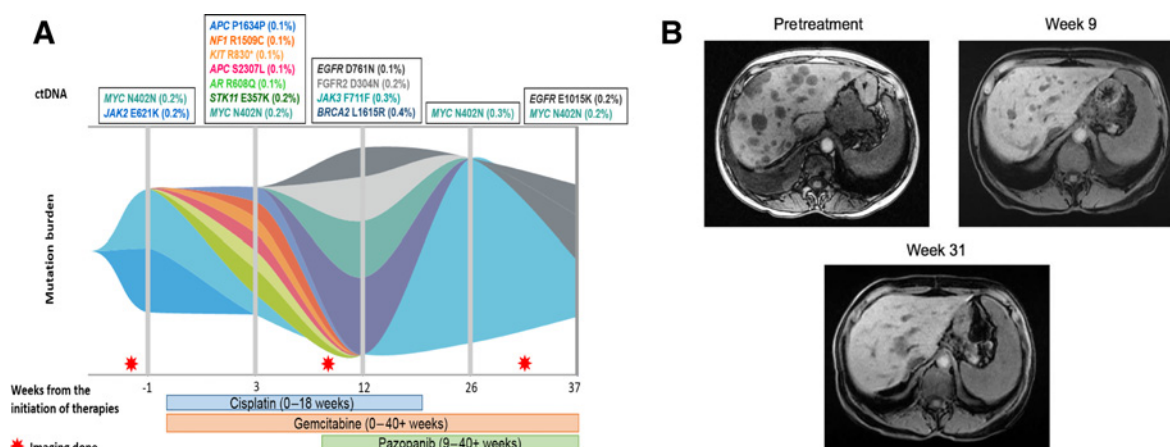 A
ctDNA
MYC N402N (0.2%)
JAK2 E621K (0.2%)
APC P1634P (0.1%)
NF1 R1509C (0.1%)
KIT R830* (0.1%)
APC S2307L (0.1%)
AR R608Q (0.1%)
STK11 E357K (0.2%)
MYC N402N (0.2%)
EGFR D761N (0.1%)
FGFR2 D304N (0.2%)
JAK3 F711F (0.3%)
BRCA2 L1615R (0.4%)
MYC N402N (0.3%)
EGFR E1015K (0.2%)
MYC N402N (0.2%)
Mutation burden
Weeks from the
initiation of therapies
-1 3 12 26 37
Cisplatin (0–18 weeks)
Gemcitabine (0–40+ weeks)
Pazopanib (9–40+ weeks)
Imaging done
B
Pretreatment
Week 9
Week 31